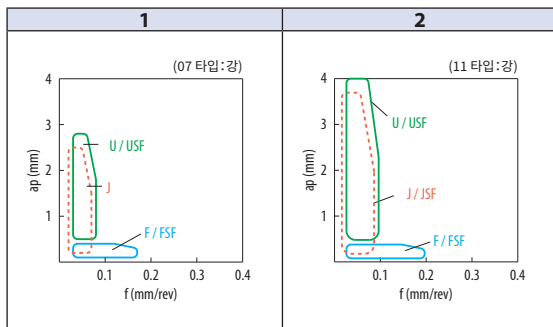 1
2
(07 타입:강)
4
3
2
1
ap (mm)
U / USF
J
F / FSF
0.1
0.2
0.3
0.4
f (mm/rev)
(11 타입:강)
4
3
2
1
ap (mm)
U / USF
J / JSF
F / FSF
0.1
0.2
0.3
0.4
f (mm/rev)